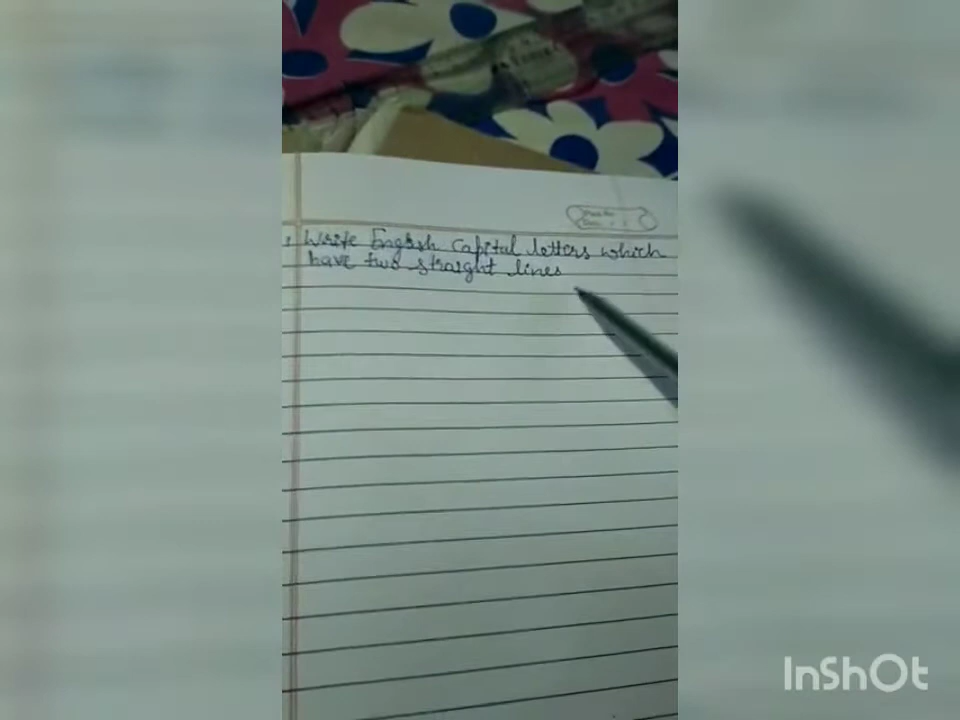 1 Write English Capital letters which
have two straight lines
InShOt